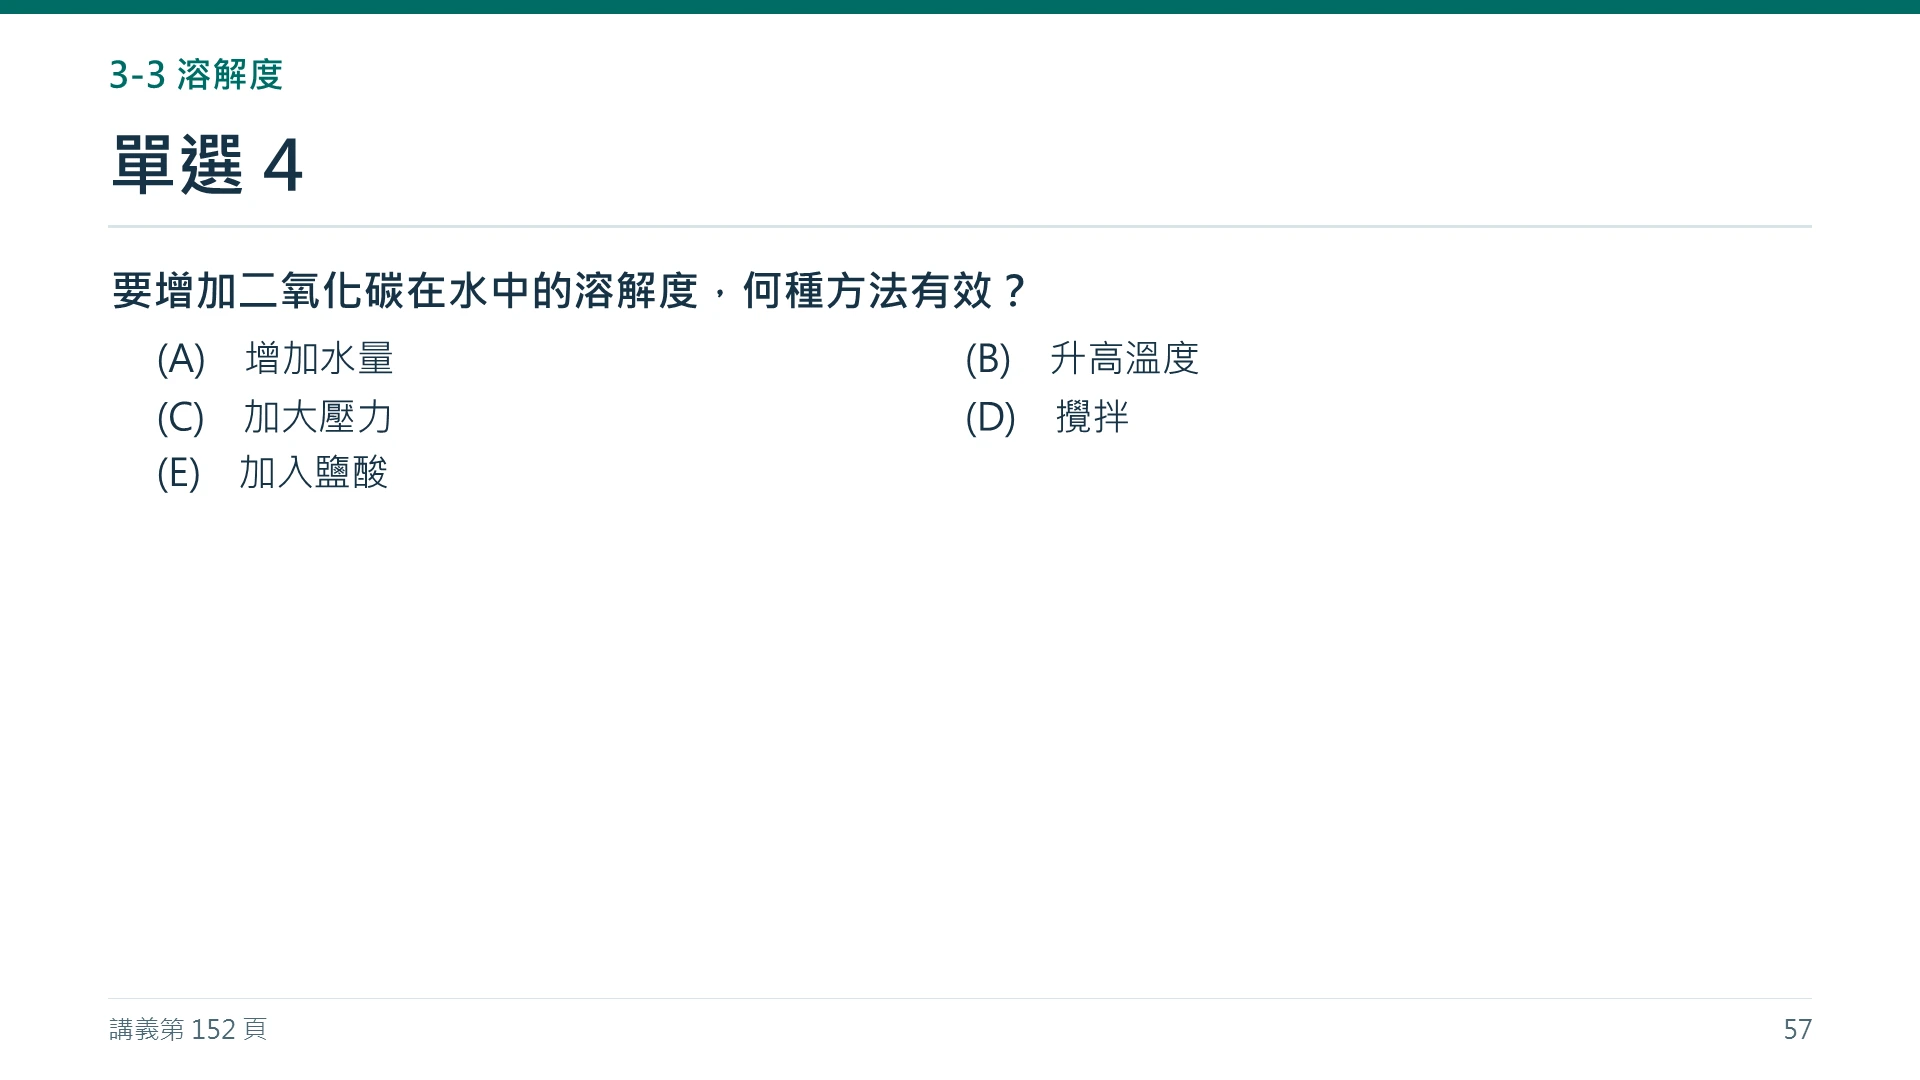 3-3 溶解度
單選 4
要增加二氧化碳在水中的溶解度，何種方法有效？
(A) 增加水量
(B) 升高溫度
(C) 加大壓力
(D) 攪拌
(E) 加入鹽酸
講義第 152 頁
57